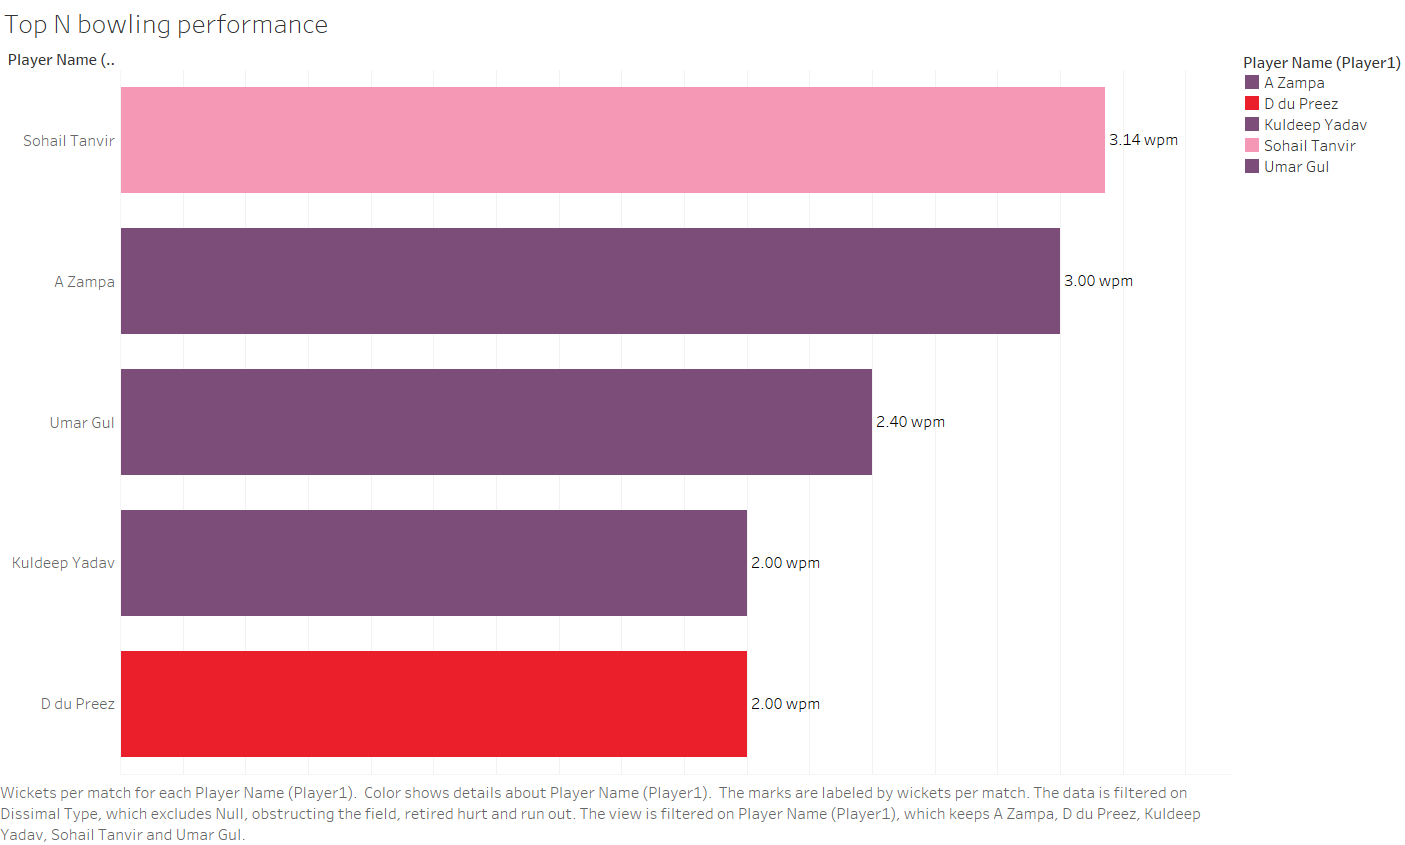 Top N bowling performance
Player Name (..
Sohail Tanvir
3.14 wpm
A Zampa
3.00 wpm
Umar Gul
2.40 wpm
Kuldeep Yadav
2.00 wpm
D du Preez
2.00 wpm
Player Name (Player1)
A Zampa
D du Preez
Kuldeep Yadav
Sohail Tanvir
Umar Gul
Wickets per match for each Player Name (Player1).  Color shows details about Player Name (Player1).  The marks are labeled by wickets per match. The data is filtered on
Dissimal Type, which excludes Null, obstructing the field, retired hurt and run out. The view is filtered on Player Name (Player1), which keeps A Zampa, D du Preez, Kuldeep
Yadav, Sohail Tanvir and Umar Gul.